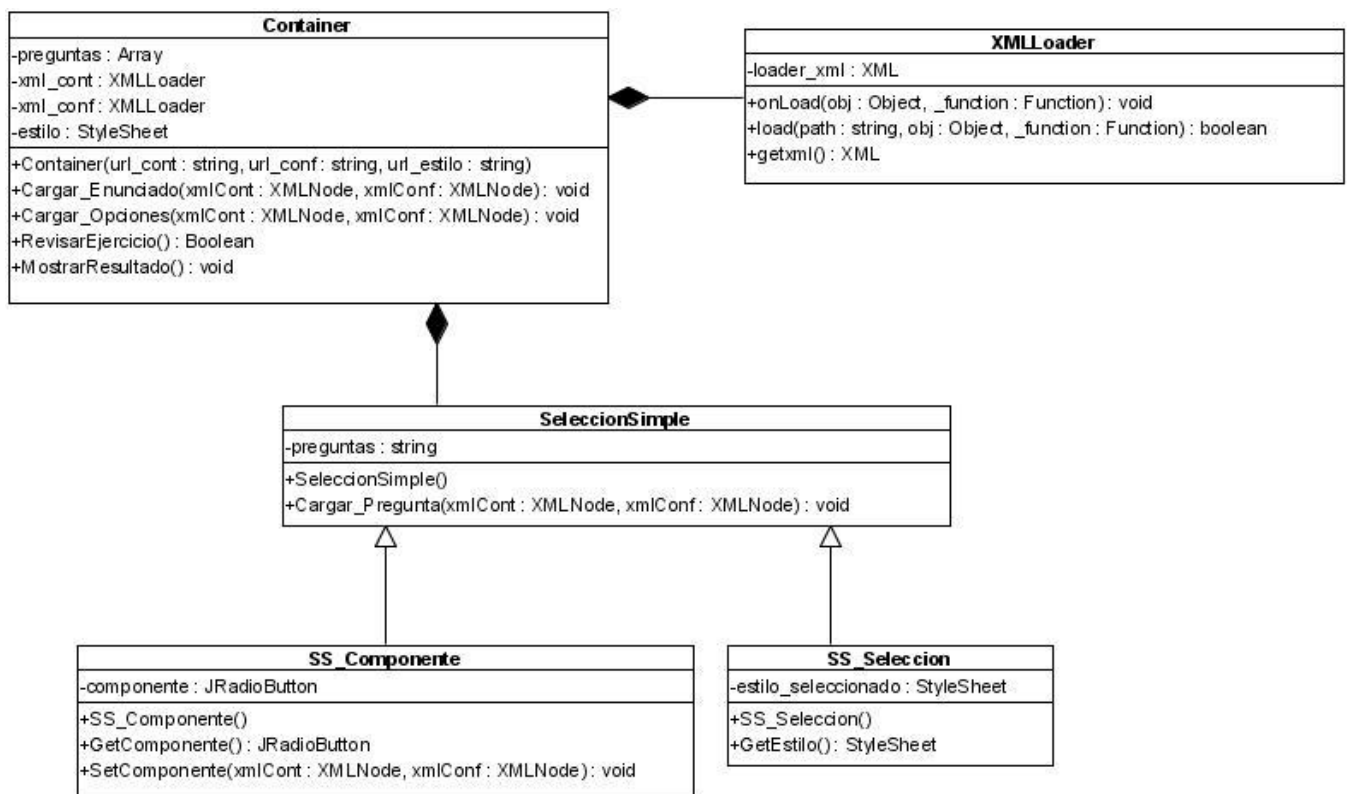 Container
-preguntas : Array
-xml_cont : XMLLoader
-xml_conf : XMLLoader
-estilo : StyleSheet
+Container(url_cont : string, url_conf : string, url_estilo : string)
+Cargar_Enunciado(xmlCont : XMLNode, xmlConf : XMLNode) : void
+Cargar_Opciones(xmlCont : XMLNode, xmlConf : XMLNode) : void
+RevisarEjercicio() : Boolean
+MostrarResultado() : void
XMLLoader
-loader_xml : XML
+onLoad(obj : Object, _function : Function) : void
+load(path : string, obj : Object, _function : Function) : boolean
+getxml() : XML
SeleccionSimple
-preguntas : string
+SeleccionSimple()
+Cargar_Pregunta(xmlCont : XMLNode, xmlConf : XMLNode) : void
SS_Componente
-componente : JRadioButton
+SS_Componente()
+GetComponente() : JRadioButton
+SetComponente(xmlCont : XMLNode, xmlConf : XMLNode) : void
SS_Seleccion
-estilo_seleccionado : StyleSheet
+SS_Seleccion()
+GetEstilo() : StyleSheet